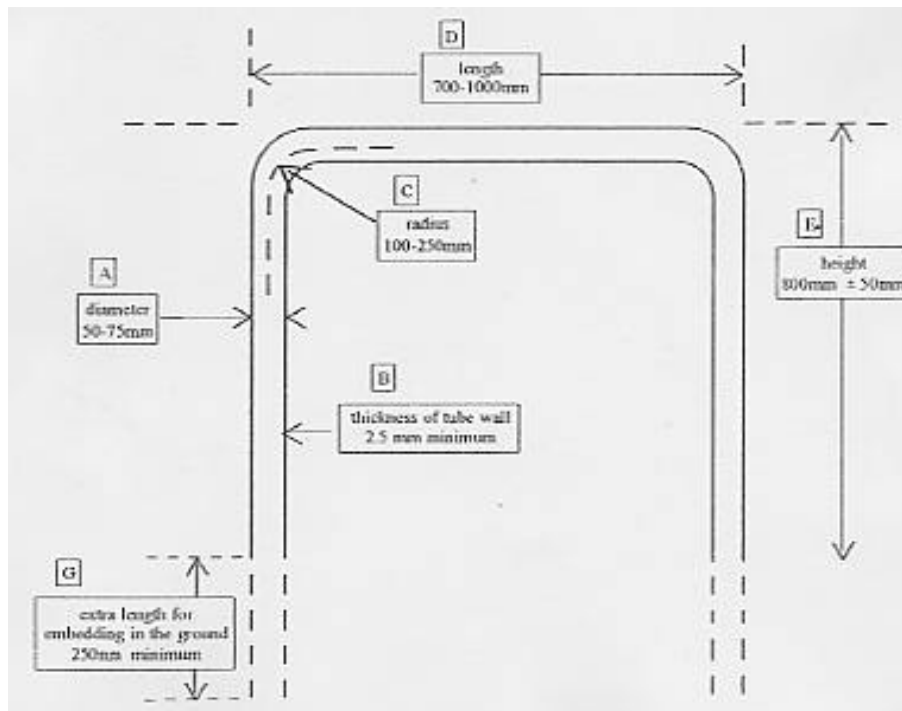 D
length
700-1000mm
C
radius
100-250mm
E
height
800mm ± 50mm
A
diameter
50-75mm
B
thickness of tube wall
2.5 mm minimum
G
extra length for
embedding in the ground
250mm minimum